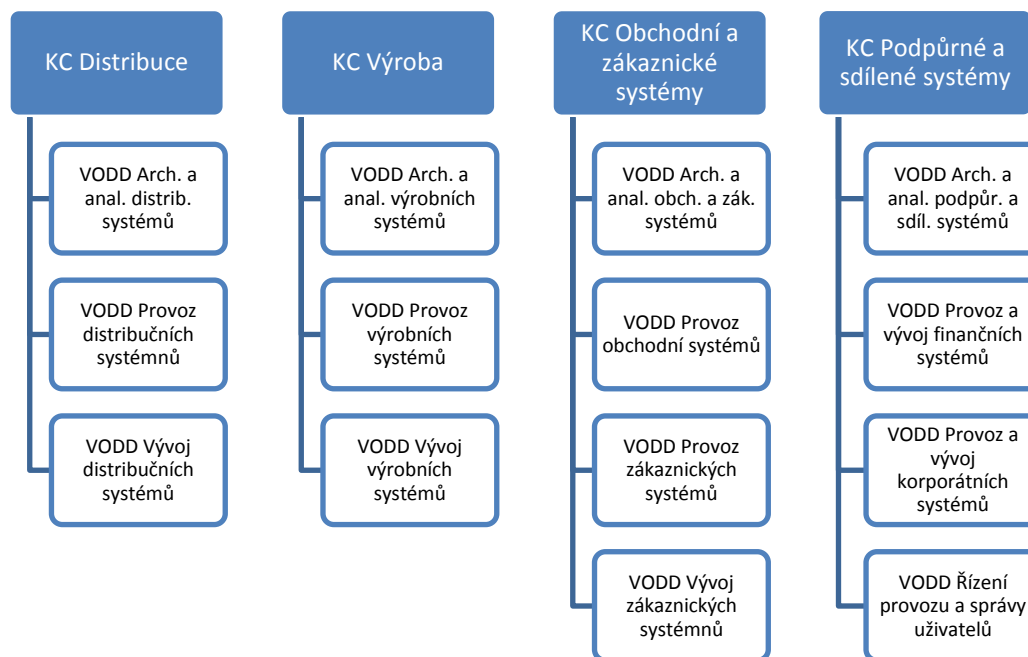 KC Distribuce
VODD Arch. a
anal. distrib.
systémů
VODD Provoz
distribučních
systémnů
VODD Vývoj
distribučních
systémů
KC Výroba
VODD Arch. a
anal. výrobních
systémů
VODD Provoz
výrobních
systémů
VODD Vývoj
výrobních
systémů
KC Obchodní a
zákaznické
systémy
VODD Arch. a
anal. obch. a zák.
systémů
VODD Provoz
obchodní systémů
VODD Provoz
zákaznických
systémů
VODD Vývoj
zákaznických
systémnů
KC Podpůrné a
sdílené systémy
VODD Arch. a
anal. podpůr. a
sdíl. systémů
VODD Provoz a
vývoj finančních
systémů
VODD Provoz a
vývoj
korporátních
systémů
VODD Řízení
provozu a správy
uživatelů